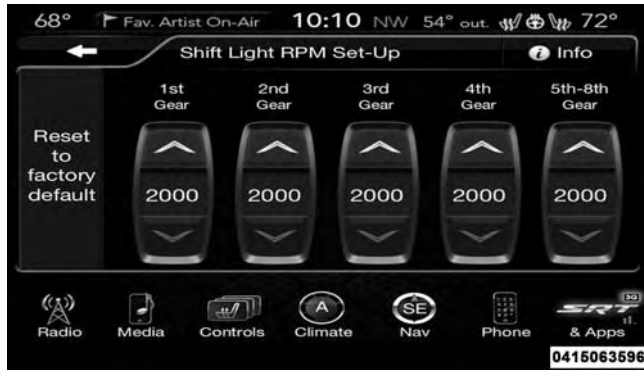 68° Fav. Artist On-Air 10:10 NW 54° out. 72°
Shift Light RPM Set-Up i Info
1st Gear 2nd Gear 3rd Gear 4th Gear 5th-8th Gear
Reset
to
factory
default
2000 2000 2000 2000 2000
A SE 3G SRT
Radio Media Controls Climate Nav Phone & Apps
0415063596